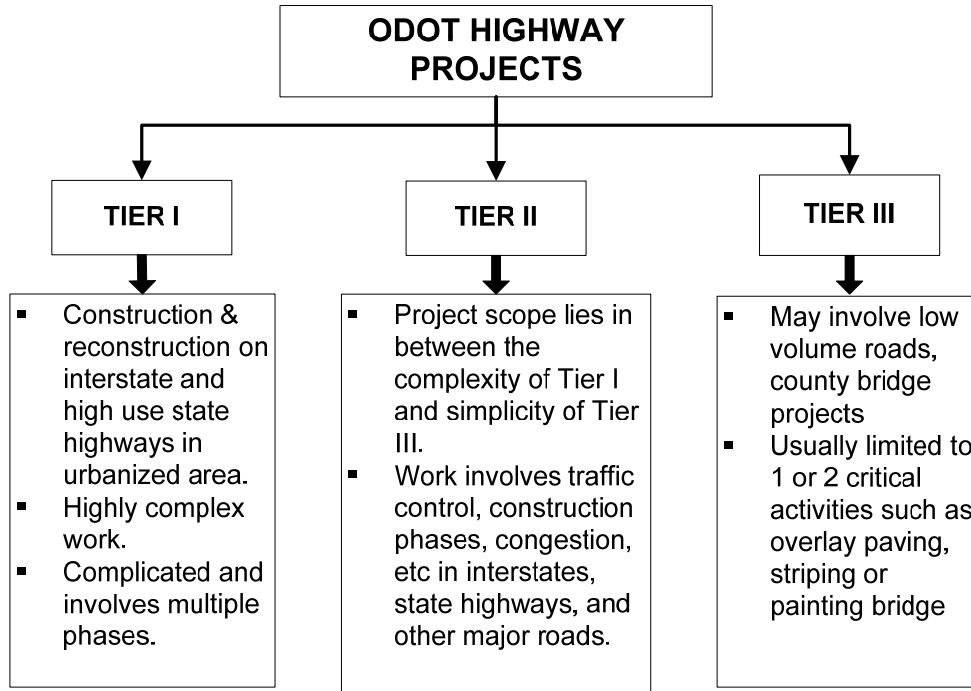 ODOT HIGHWAY
PROJECTS
TIER I
TIER II
TIER III
▪ Construction &
reconstruction on
interstate and
high use state
highways in
urbanized area.
▪ Highly complex
work.
▪ Complicated and
involves multiple
phases.
▪ Project scope lies in
between the
complexity of Tier I
and simplicity of Tier
III.
▪ Work involves traffic
control, construction
phases, congestion,
etc in interstates,
state highways, and
other major roads.
▪ May involve low
volume roads,
county bridge
projects
▪ Usually limited to
1 or 2 critical
activities such as
overlay paving,
striping or
painting bridge